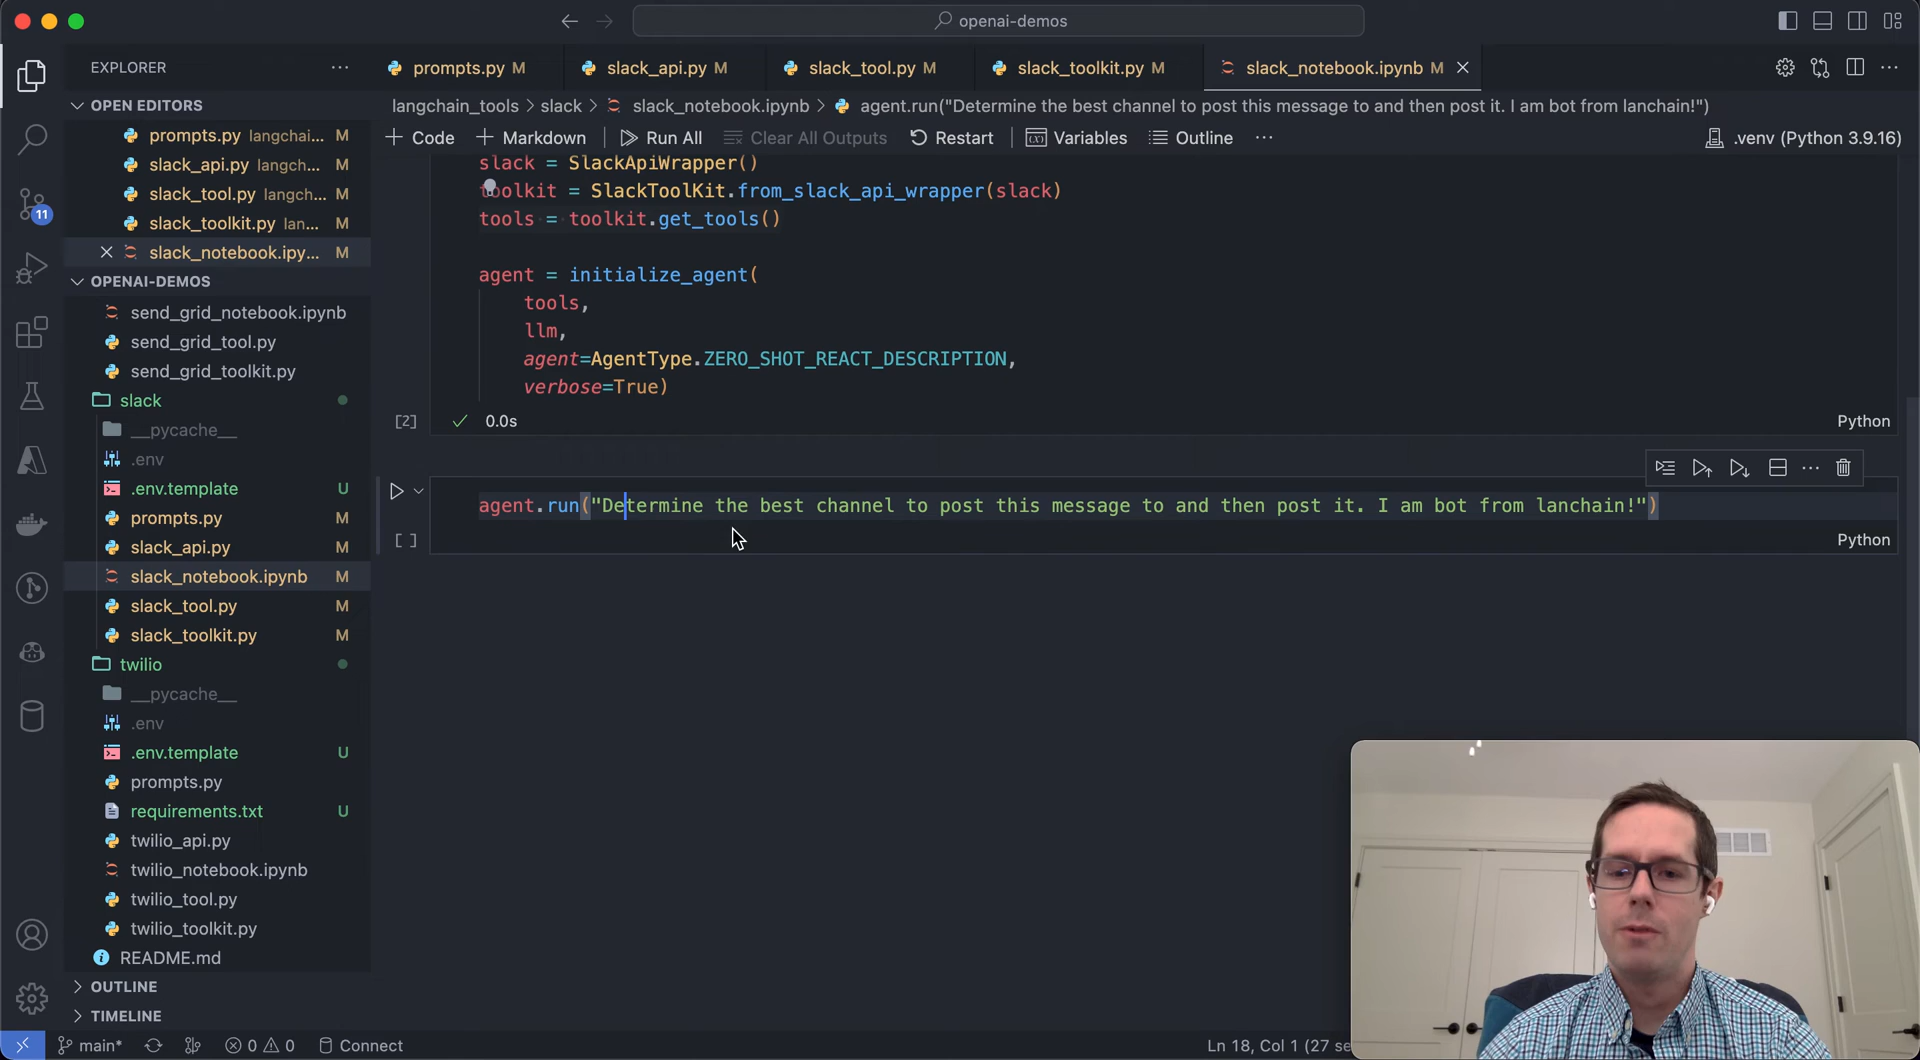 openai-demos
EXPLORER
prompts.py M
slack_api.py M
slack_tool.py M
slack_toolkit.py M
slack_notebook.ipynb M
OPEN EDITORS
langchain_tools > slack > slack_notebook.ipynb > agent.run("Determine the best channel to post this message to and then post it. I am bot from lanchain!")
prompts.py langchai... M
slack_api.py langch... M
slack_tool.py langch... M
slack_toolkit.py lan... M
slack_notebook.ipy... M
Code
Markdown
Run All
Clear All Outputs
Restart
Variables
Outline
.venv (Python 3.9.16)
11
OPENAI-DEMOS
send_grid_notebook.ipynb
send_grid_tool.py
send_grid_toolkit.py
slack
__pycache__
.env
.env.template U
prompts.py M
slack_api.py M
slack_notebook.ipynb M
slack_tool.py M
slack_toolkit.py M
twilio
__pycache__
.env
.env.template U
prompts.py
requirements.txt U
twilio_api.py
twilio_notebook.ipynb
twilio_tool.py
twilio_toolkit.py
README.md
OUTLINE
TIMELINE
slack = SlackApiWrapper()
toolkit = SlackToolKit.from_slack_api_wrapper(slack)
tools = toolkit.get_tools()
agent = initialize_agent(
tools,
llm,
agent=AgentType.ZERO_SHOT_REACT_DESCRIPTION,
verbose=True)
[2]
0.0s
Python
agent.run("Determine the best channel to post this message to and then post it. I am bot from lanchain!")
[ ]
Python
main*
0
0
Connect
Ln 18, Col 1 (27 se